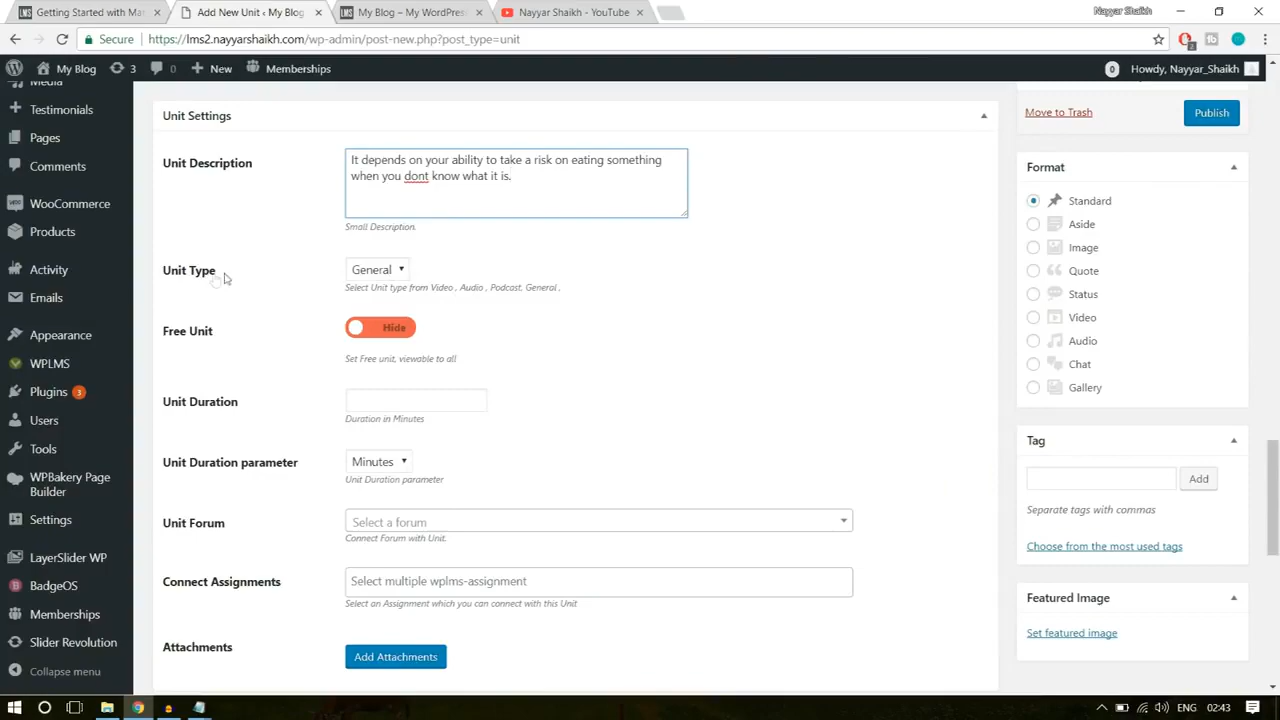 Getting Started with Ma
Add New Unit ‹ My Blog
My Blog – My WordPres
Nayyar Shaikh - YouTube
Nayyar Shaikh
Secure
https://lms2.nayyarshaikh.com/wp-admin/post-new.php?post_type=unit
My Blog
3
0
New
Memberships
0
Howdy, Nayyar_Shaikh
Media
Testimonials
Pages
Comments
WooCommerce
Products
Activity
Emails
Appearance
WPLMS
Plugins 3
Users
Tools
WPBakery Page
Builder
Settings
LayerSlider WP
BadgeOS
Memberships
Slider Revolution
Collapse menu
Unit Settings
Unit Description
It depends on your ability to take a risk on eating something
when you dont know what it is.
Small Description.
Unit Type
General
Select Unit type from Video , Audio , Podcast, General ,
Free Unit
Hide
Set Free unit, viewable to all
Unit Duration
Duration in Minutes
Unit Duration parameter
Minutes
Unit Duration parameter
Unit Forum
Select a forum
Connect Forum with Unit.
Connect Assignments
Select multiple wplms-assignment
Select an Assignment which you can connect with this Unit
Attachments
Add Attachments
Move to Trash
Publish
Format
Standard
Aside
Image
Quote
Status
Video
Audio
Chat
Gallery
Tag
Add
Separate tags with commas
Choose from the most used tags
Featured Image
Set featured image
ENG
02:43